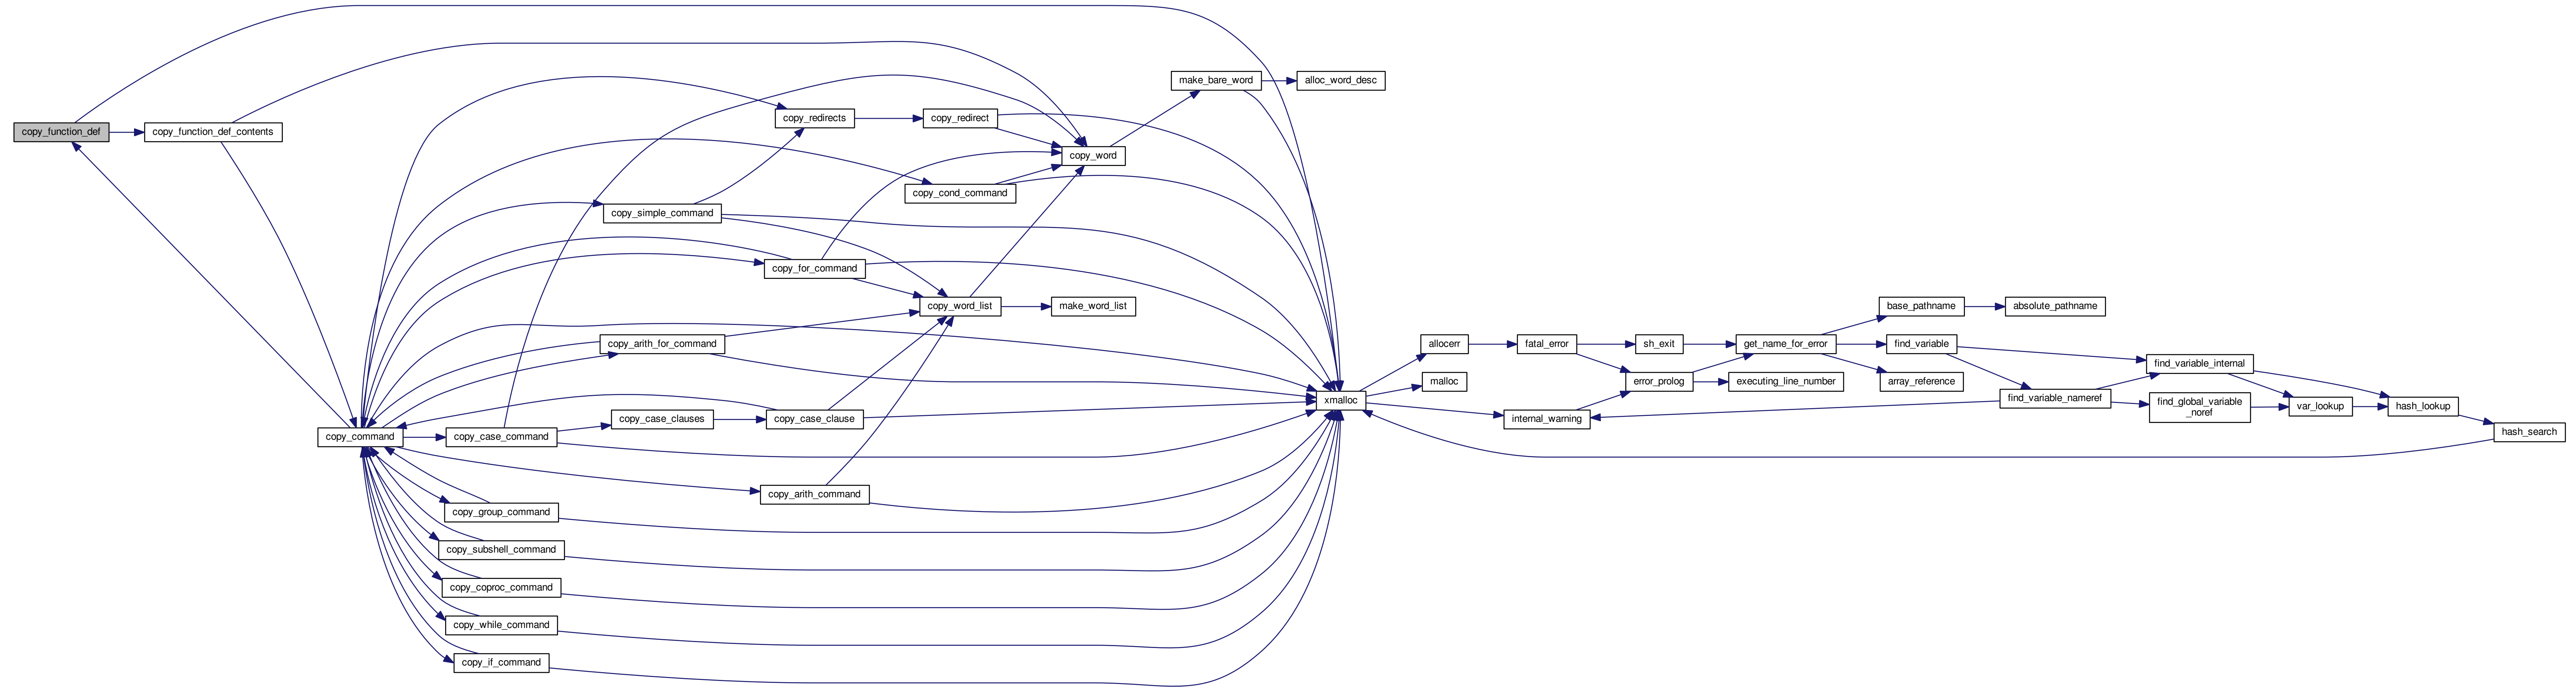 copy_function_def
copy_function_def_contents
copy_command
copy_redirects
copy_redirect
copy_word
make_bare_word
alloc_word_desc
copy_cond_command
copy_simple_command
copy_for_command
copy_word_list
make_word_list
copy_arith_for_command
copy_case_command
copy_case_clauses
copy_case_clause
copy_arith_command
copy_group_command
copy_subshell_command
copy_coproc_command
copy_while_command
copy_if_command
xmalloc
allocerr
malloc
internal_warning
fatal_error
sh_exit
error_prolog
get_name_for_error
executing_line_number
base_pathname
absolute_pathname
find_variable
array_reference
find_variable_internal
find_variable_nameref
find_global_variable
_noref
var_lookup
hash_lookup
hash_search